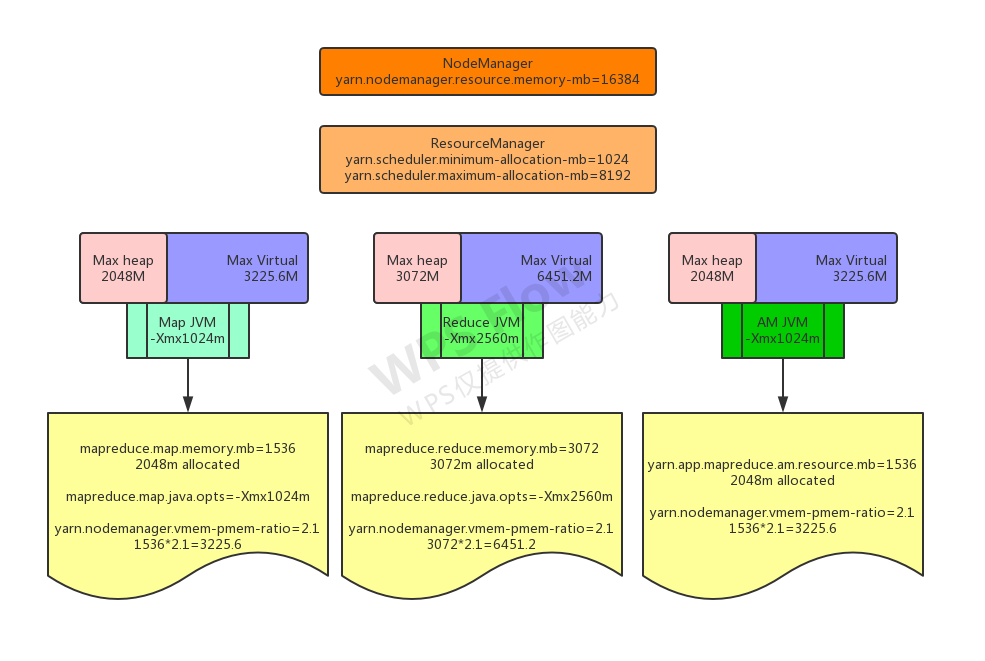 NodeManager
yarn.nodemanager.resource.memory-mb=16384
ResourceManager
yarn.scheduler.minimum-allocation-mb=1024
yarn.scheduler.maximum-allocation-mb=8192
Max heap
2048M
Max Virtual
3225.6M
Max heap
3072M
Max Virtual
6451.2M
Max heap
2048M
Max Virtual
3225.6M
Map JVM
-Xmx1024m
Reduce JVM
-Xmx2560m
AM JVM
-Xmx1024m
WPS Flow
WPS仅提供作图能力
mapreduce.map.memory.mb=1536
2048m allocated
mapreduce.map.java.opts=-Xmx1024m
yarn.nodemanager.vmem-pmem-ratio=2.1
1536*2.1=3225.6
mapreduce.reduce.memory.mb=3072
3072m allocated
mapreduce.reduce.java.opts=-Xmx2560m
yarn.nodemanager.vmem-pmem-ratio=2.1
3072*2.1=6451.2
yarn.app.mapreduce.am.resource.mb=1536
2048m allocated
yarn.nodemanager.vmem-pmem-ratio=2.1
1536*2.1=3225.6